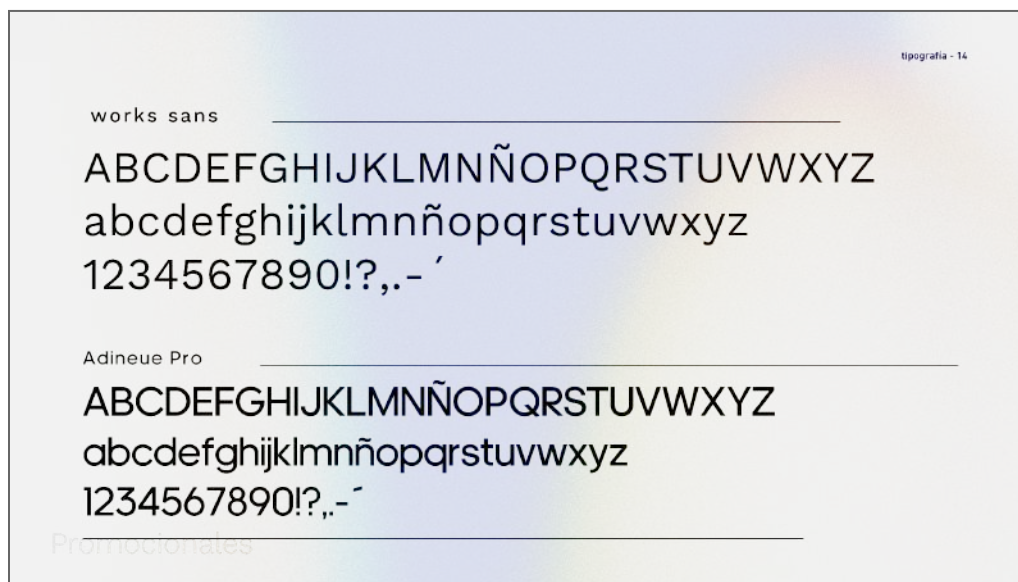 tipografía - 14
works sans
ABCDEFGHIJKLMNÑOPQRSTUVWXYZ
abcdefghijklmnñopqrstuvwxyz
1234567890!?,.-´
Adineue Pro
ABCDEFGHIJKLMNÑOPQRSTUVWXYZ
abcdefghijklmnñopqrstuvwxyz
1234567890!?,.-´
Promocionales